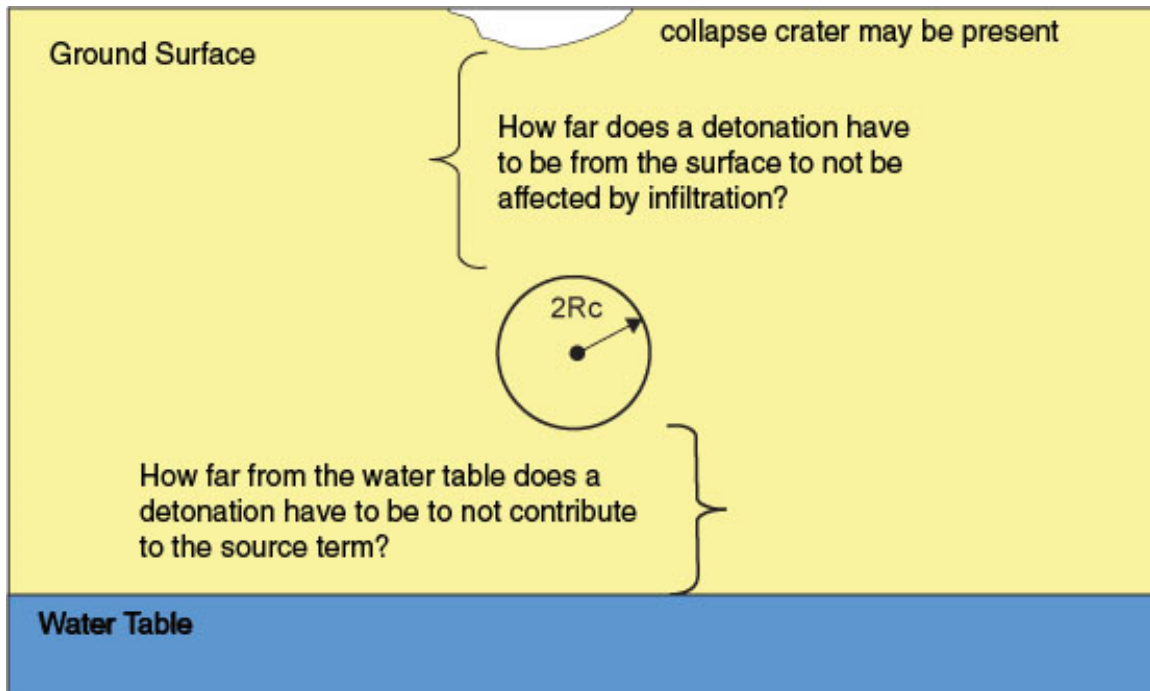 collapse crater may be present
Ground Surface
How far does a detonation have
to be from the surface to not be
affected by infiltration?
2Rc
How far from the water table does a
detonation have to be to not contribute
to the source term?
Water Table